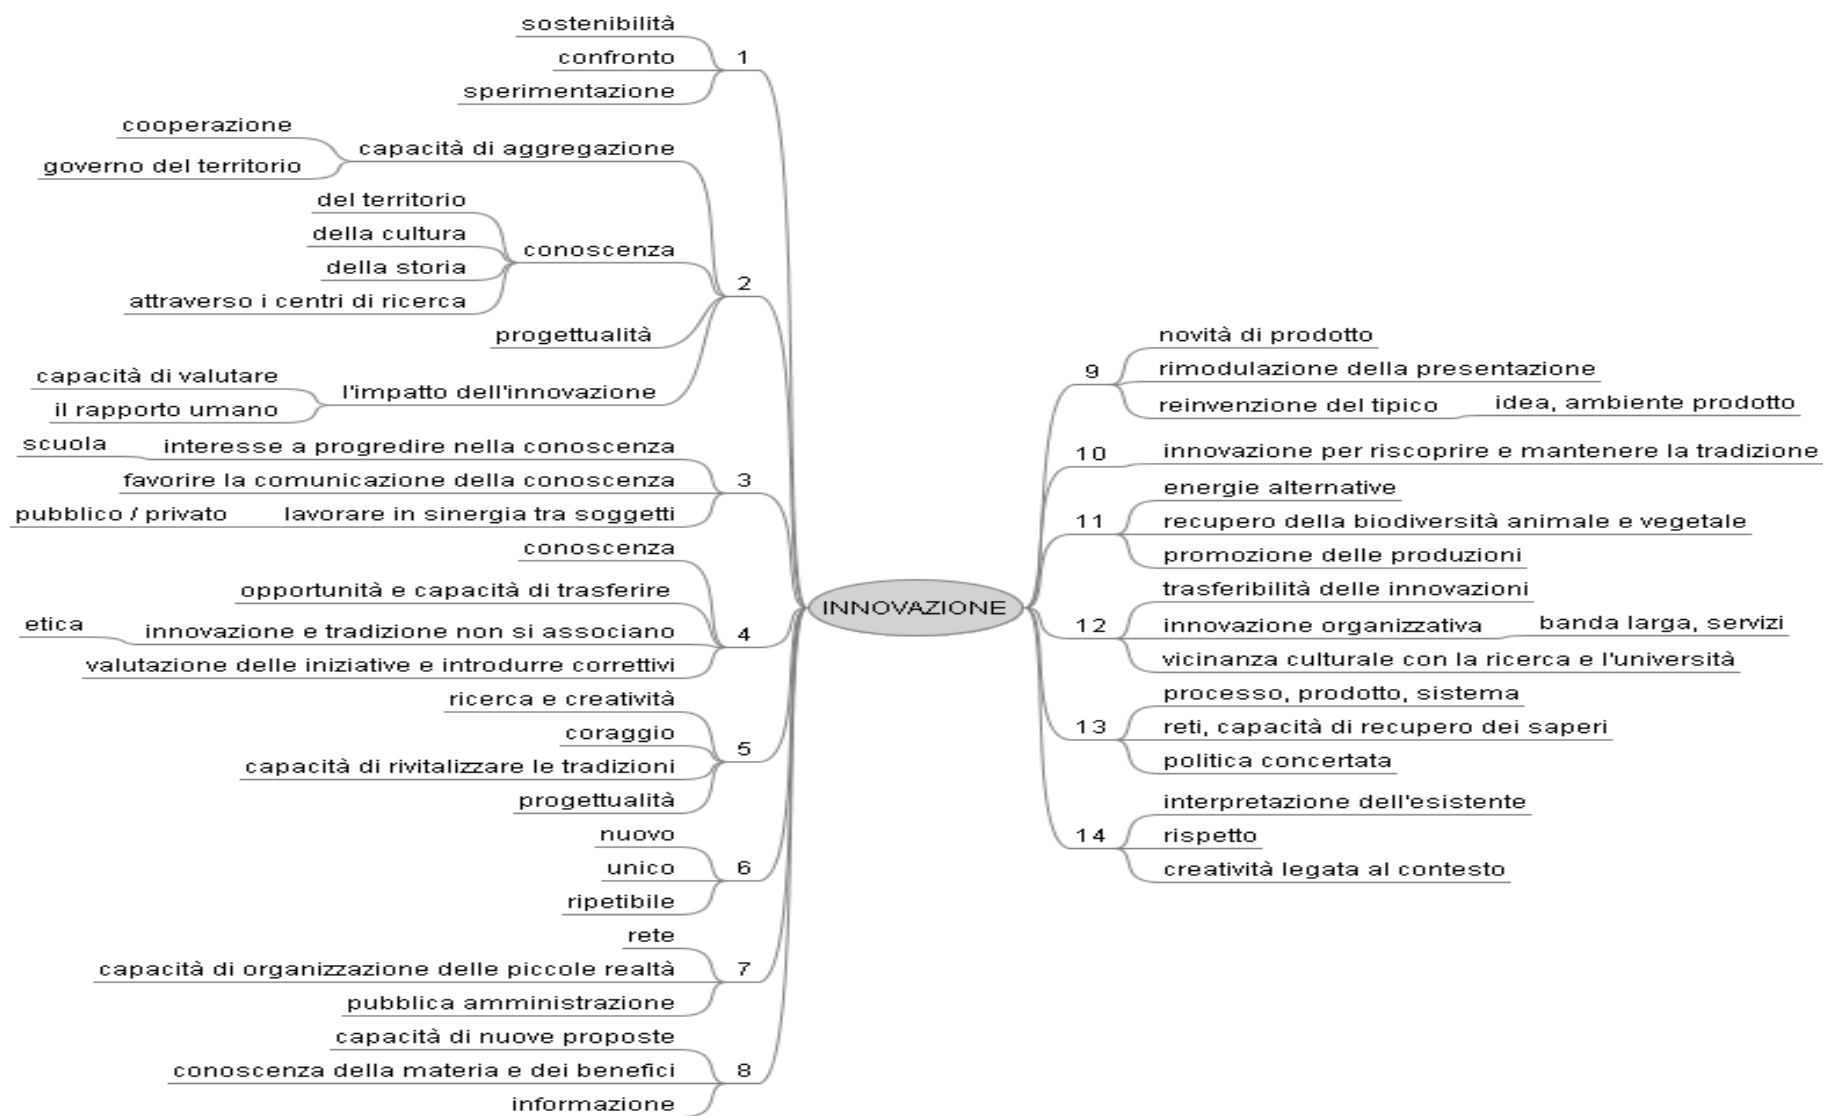 sostenibilità
confronto
sperimentazione
1
cooperazione
governo del territorio
capacità di aggregazione
del territorio
della cultura
della storia
attraverso i centri di ricerca
conoscenza
progettualità
capacità di valutare
il rapporto umano
l'impatto dell'innovazione
2
scuola
interesse a progredire nella conoscenza
favorire la comunicazione della conoscenza
pubblico / privato
lavorare in sinergia tra soggetti
3
conoscenza
opportunità e capacità di trasferire
etica
innovazione e tradizione non si associano
valutazione delle iniziative e introdurre correttivi
4
ricerca e creatività
coraggio
capacità di rivitalizzare le tradizioni
progettualità
5
nuovo
unico
ripetibile
6
rete
capacità di organizzazione delle piccole realtà
pubblica amministrazione
7
capacità di nuove proposte
conoscenza della materia e dei benefici
informazione
8
INNOVAZIONE
9
novità di prodotto
rimodulazione della presentazione
reinvenzione del tipico
idea, ambiente prodotto
10
innovazione per riscoprire e mantenere la tradizione
11
energie alternative
recupero della biodiversità animale e vegetale
promozione delle produzioni
12
trasferibilità delle innovazioni
innovazione organizzativa
banda larga, servizi
vicinanza culturale con la ricerca e l'università
13
processo, prodotto, sistema
reti, capacità di recupero dei saperi
politica concertata
14
interpretazione dell'esistente
rispetto
creatività legata al contesto